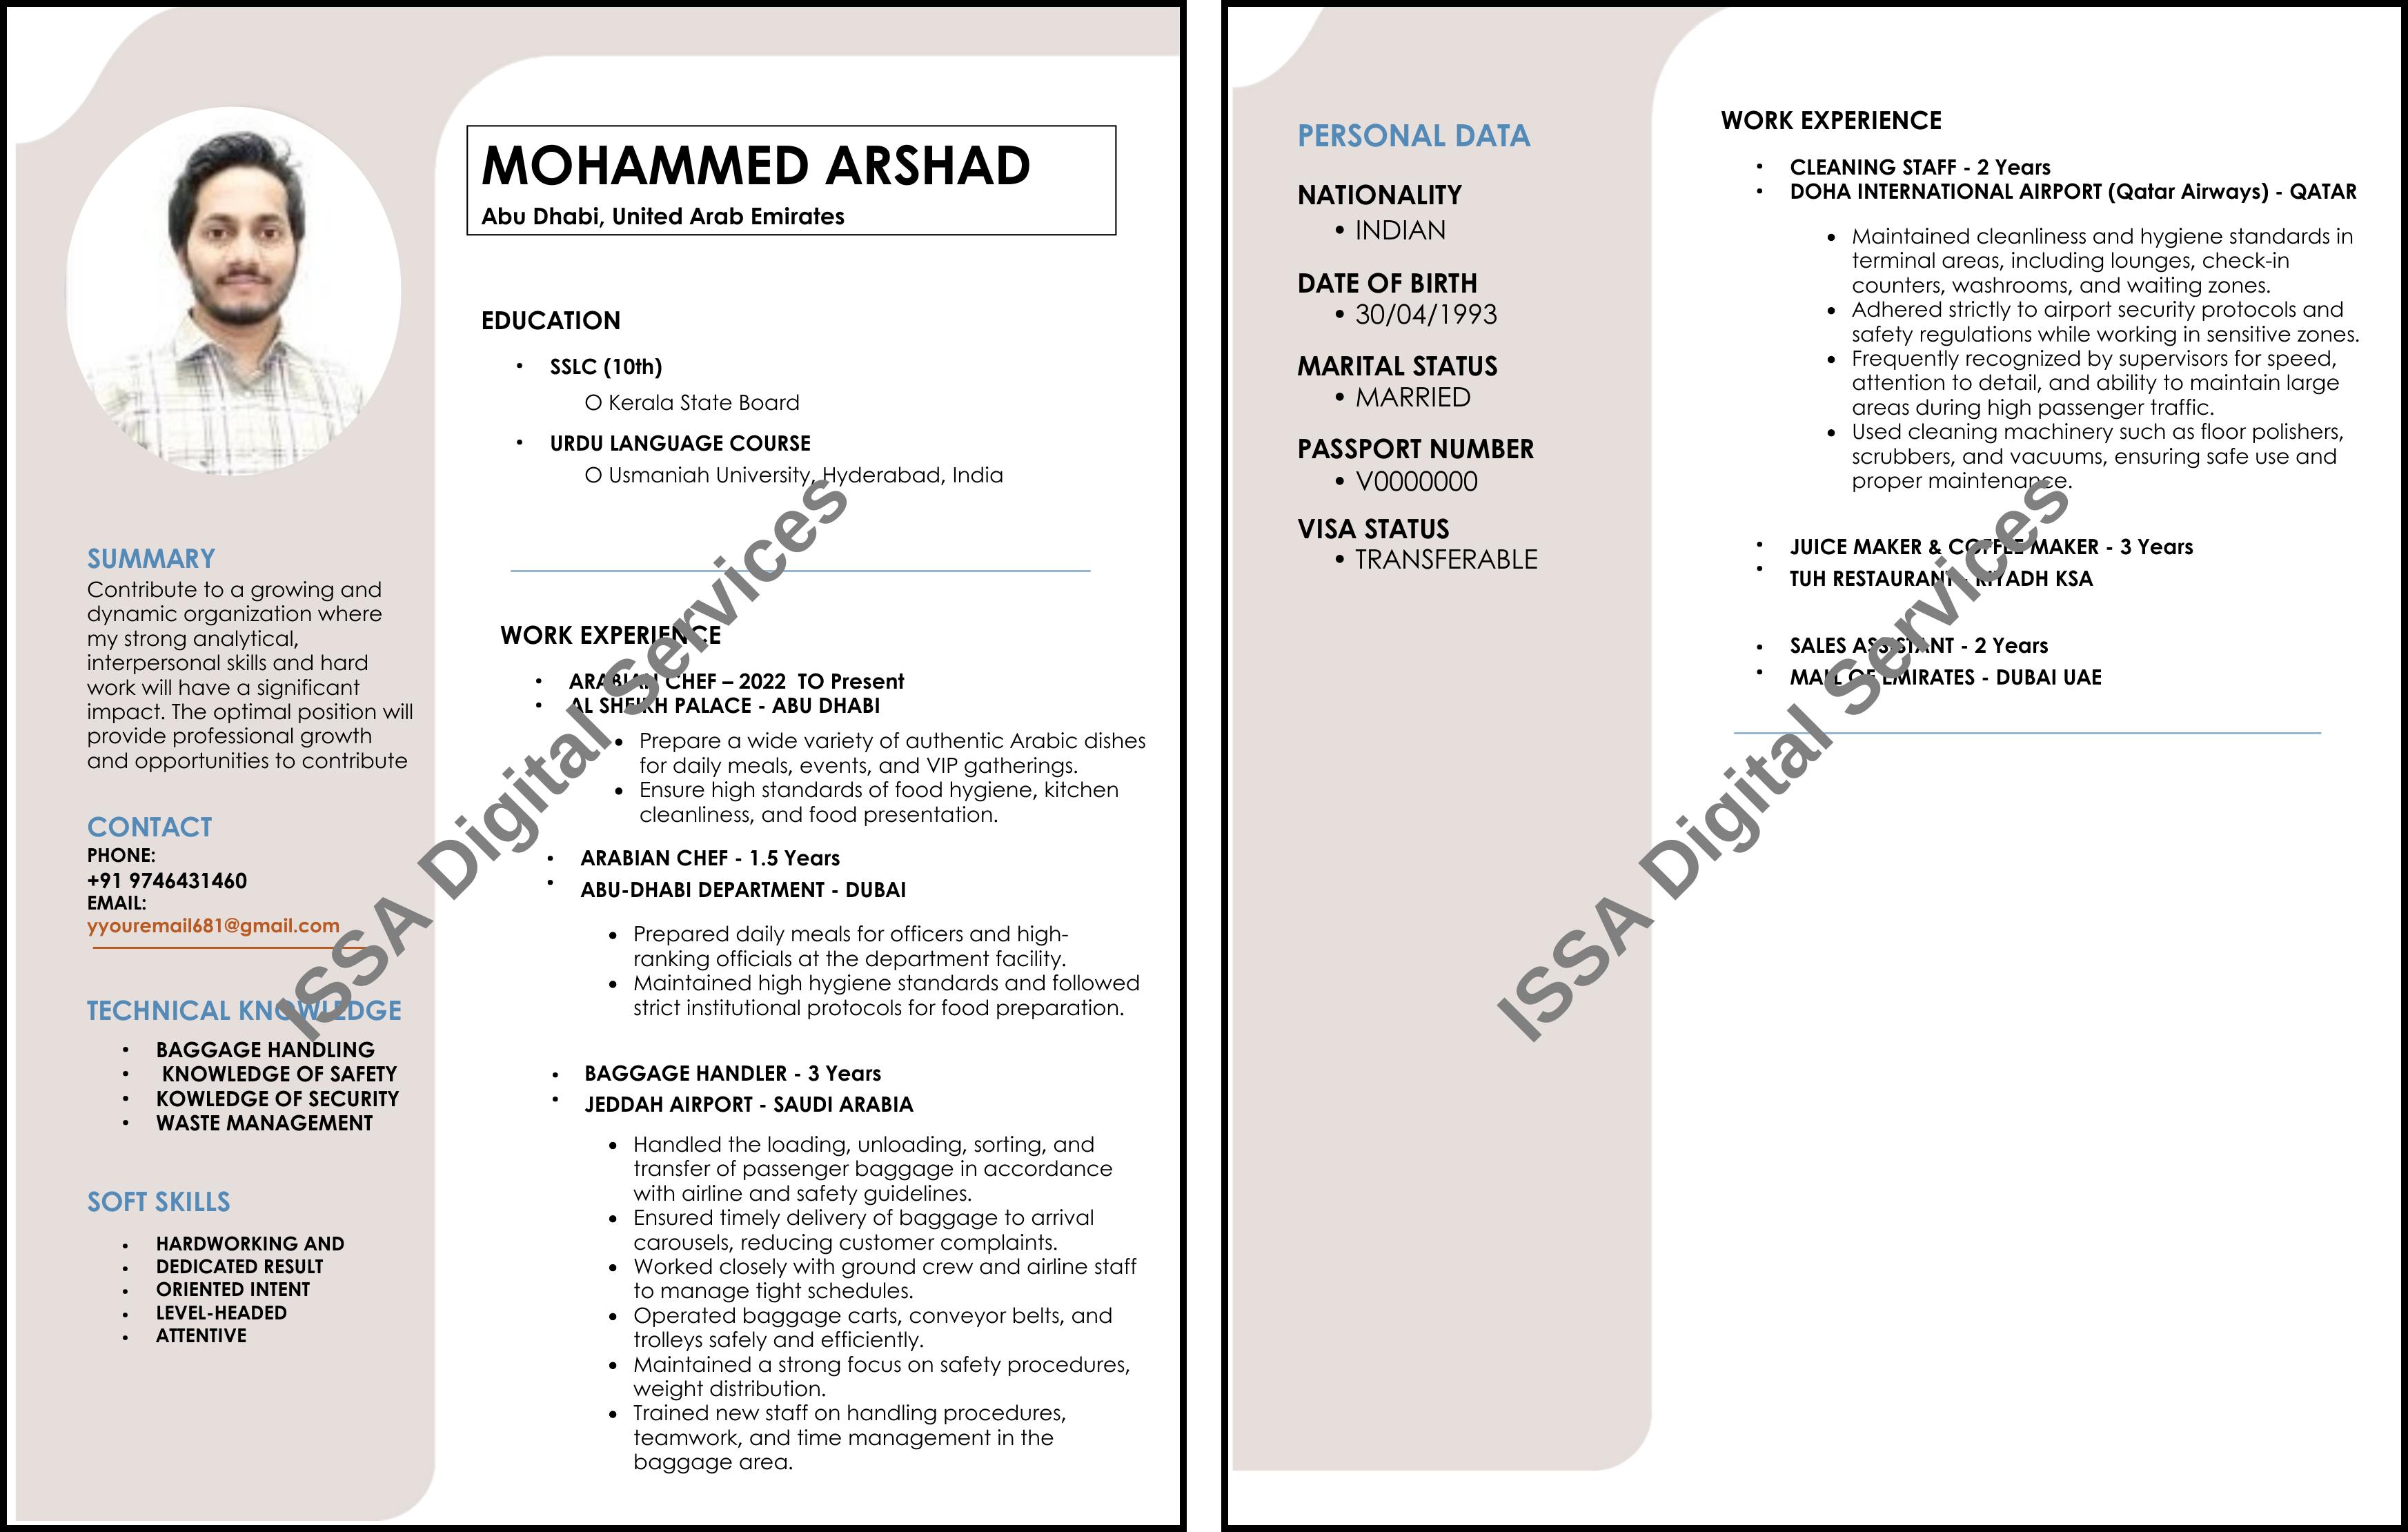 MOHAMMED ARSHAD
Abu Dhabi, United Arab Emirates
EDUCATION
• SSLC (10th)
O Kerala State Board
• URDU LANGUAGE COURSE
O Usmaniah University, Hyderabad, India
SUMMARY
Contribute to a growing and
dynamic organization where
my strong analytical,
interpersonal skills and hard
work will have a significant
impact. The optimal position will
provide professional growth
and opportunities to contribute
CONTACT
PHONE:
+91 9746431460
EMAIL:
yyouremail681@gmail.com
TECHNICAL KNOWLEDGE
• BAGGAGE HANDLING
• KNOWLEDGE OF SAFETY
• KOWLEDGE OF SECURITY
• WASTE MANAGEMENT
SOFT SKILLS
• HARDWORKING AND
• DEDICATED RESULT
• ORIENTED INTENT
• LEVEL-HEADED
• ATTENTIVE
WORK EXPERIENCE
• ARABIAN CHEF – 2022 TO Present
• AL SHEIKH PALACE - ABU DHABI
• Prepare a wide variety of authentic Arabic dishes
for daily meals, events, and VIP gatherings.
• Ensure high standards of food hygiene, kitchen
cleanliness, and food presentation.
• ARABIAN CHEF - 1.5 Years
• ABU-DHABI DEPARTMENT - DUBAI
• Prepared daily meals for officers and high-
ranking officials at the department facility.
• Maintained high hygiene standards and followed
strict institutional protocols for food preparation.
• BAGGAGE HANDLER - 3 Years
• JEDDAH AIRPORT - SAUDI ARABIA
• Handled the loading, unloading, sorting, and
transfer of passenger baggage in accordance
with airline and safety guidelines.
• Ensured timely delivery of baggage to arrival
carousels, reducing customer complaints.
• Worked closely with ground crew and airline staff
to manage tight schedules.
• Operated baggage carts, conveyor belts, and
trolleys safely and efficiently.
• Maintained a strong focus on safety procedures,
weight distribution.
• Trained new staff on handling procedures,
teamwork, and time management in the
baggage area.
ISSA Digital Services
PERSONAL DATA
NATIONALITY
• INDIAN
DATE OF BIRTH
• 30/04/1993
MARITAL STATUS
• MARRIED
PASSPORT NUMBER
• V0000000
VISA STATUS
• TRANSFERABLE
WORK EXPERIENCE
• CLEANING STAFF - 2 Years
• DOHA INTERNATIONAL AIRPORT (Qatar Airways) - QATAR
• Maintained cleanliness and hygiene standards in
terminal areas, including lounges, check-in
counters, washrooms, and waiting zones.
• Adhered strictly to airport security protocols and
safety regulations while working in sensitive zones.
• Frequently recognized by supervisors for speed,
attention to detail, and ability to maintain large
areas during high passenger traffic.
• Used cleaning machinery such as floor polishers,
scrubbers, and vacuums, ensuring safe use and
proper maintenance.
• JUICE MAKER & COFFEE MAKER - 3 Years
• TUH RESTAURANT - RIYADH KSA
• SALES ASSISTANT - 2 Years
• MALL OF EMIRATES - DUBAI UAE
ISSA Digital Services